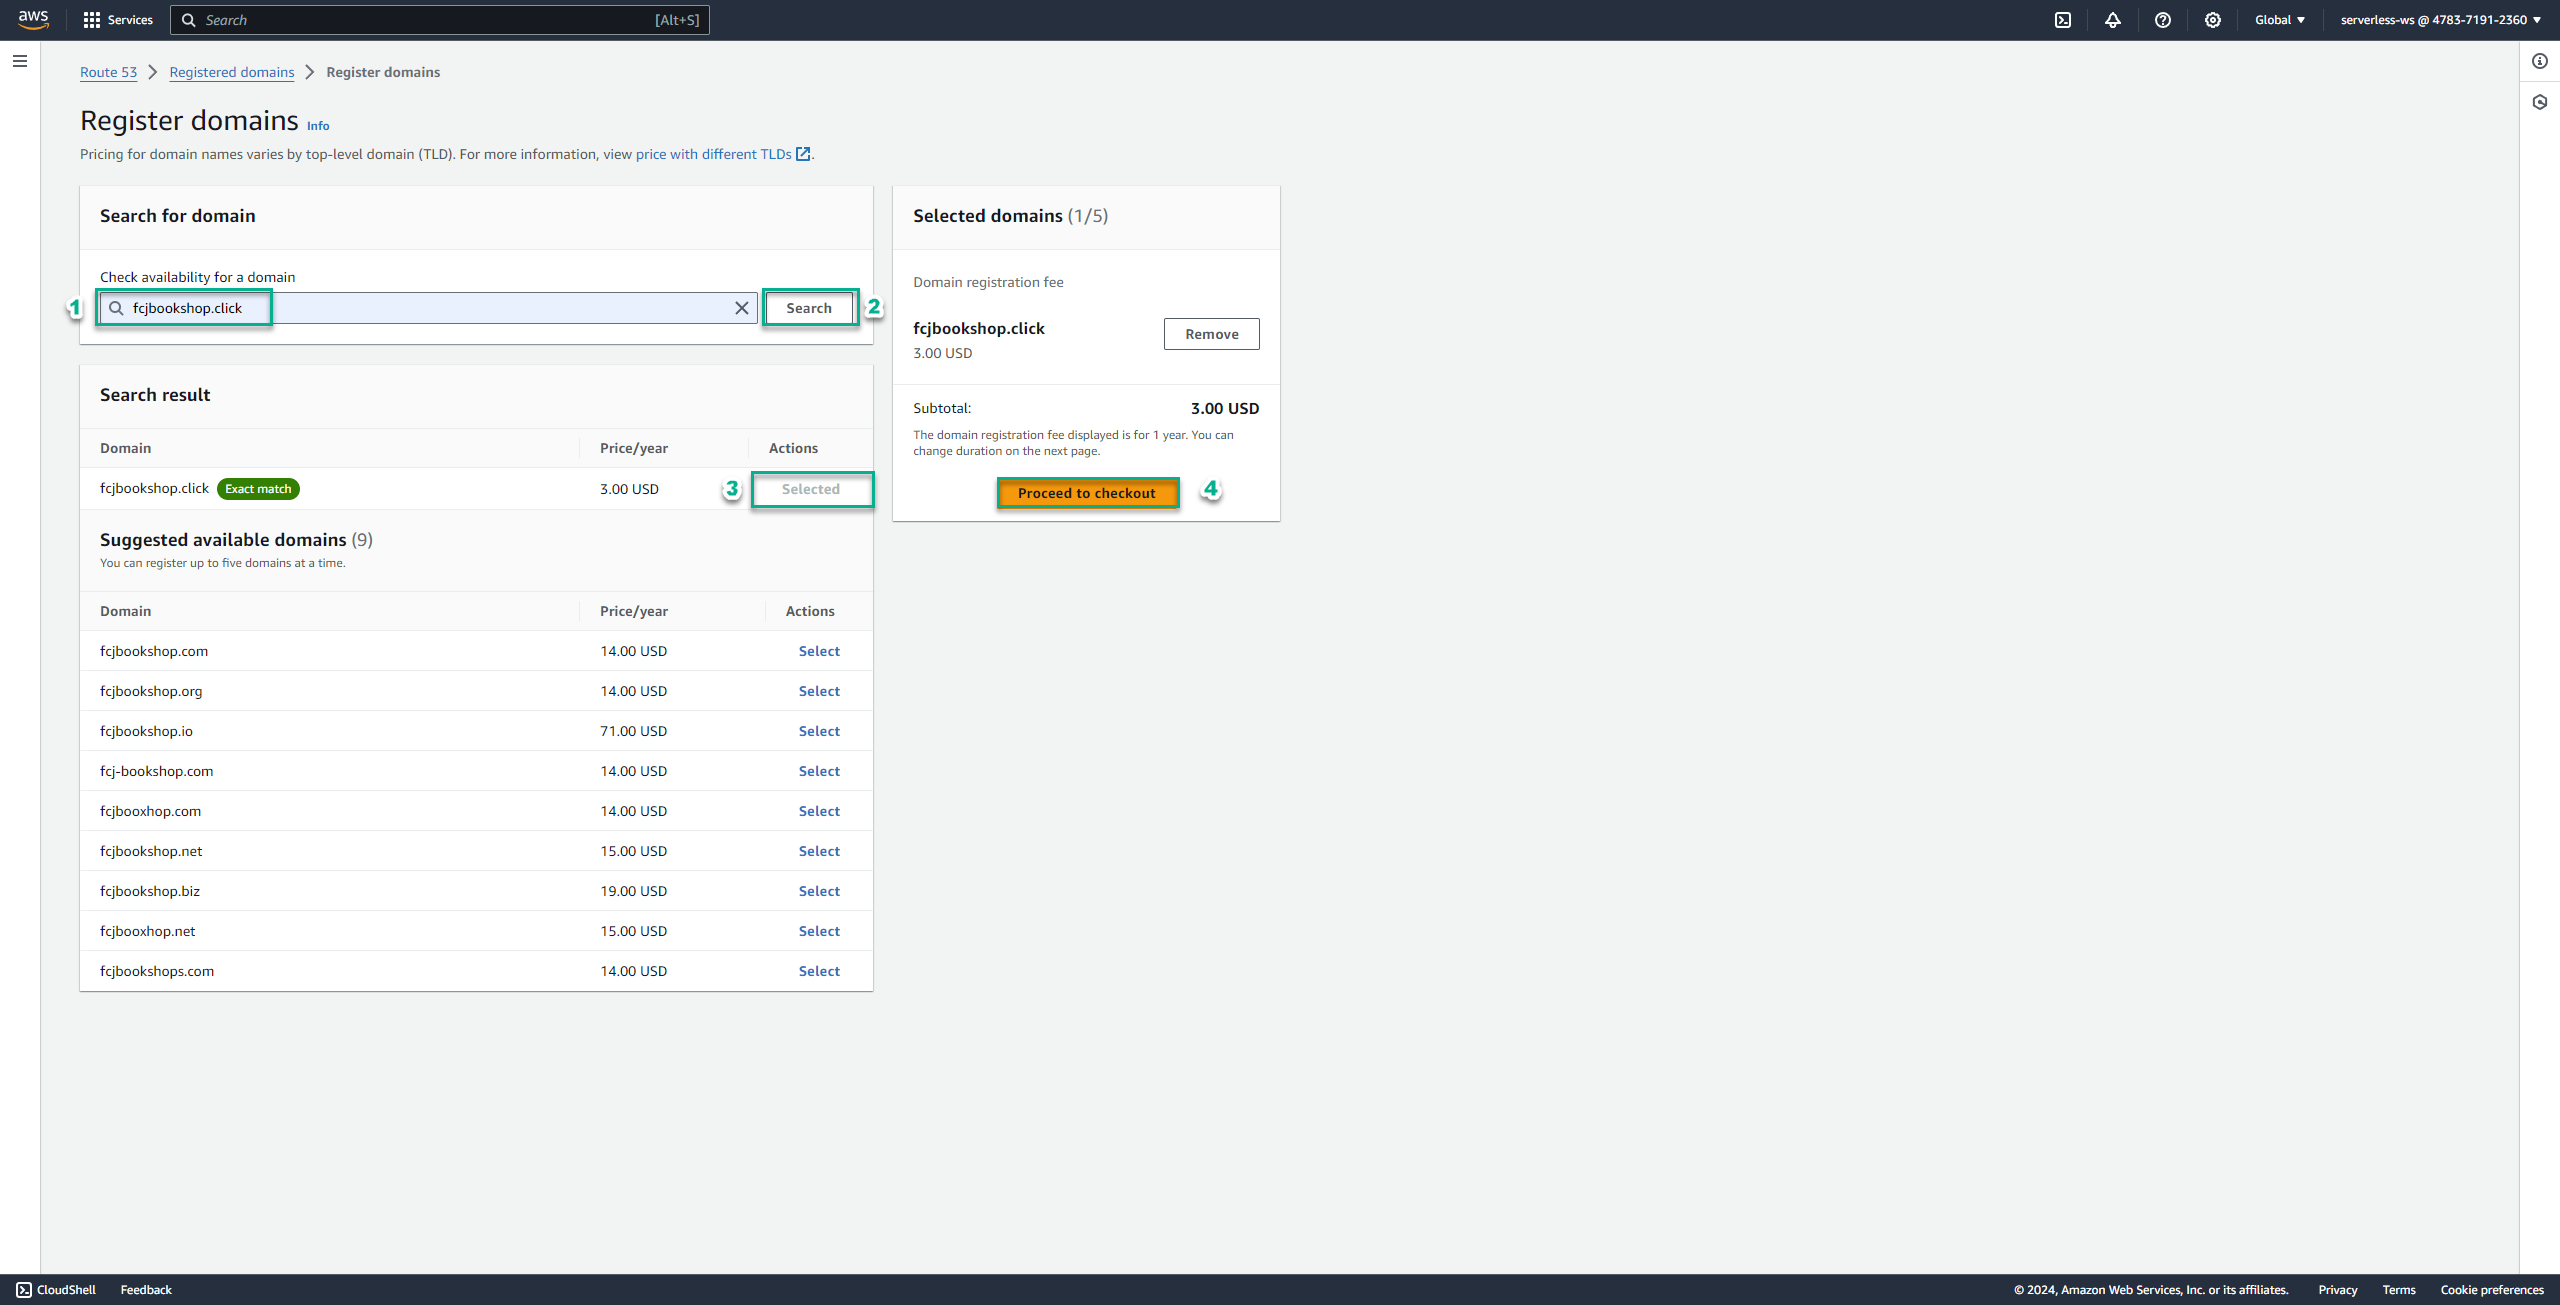 aws
Services
Search
[Alt+S]
Global
serverless-ws @ 4783-7191-2360
Route 53
Registered domains
Register domains
Register domains
Info
Pricing for domain names varies by top-level domain (TLD). For more information, view price with different TLDs.
Search for domain
Check availability for a domain
1
fcjbookshop.click
Search
2
Search result
Domain
Price/year
Actions
fcjbookshop.click
Exact match
3.00 USD
3
Selected
Suggested available domains (9)
You can register up to five domains at a time.
Domain
Price/year
Actions
fcjbookshop.com
14.00 USD
Select
fcjbookshop.org
14.00 USD
Select
fcjbookshop.io
71.00 USD
Select
fcj-bookshop.com
14.00 USD
Select
fcjbooxhop.com
14.00 USD
Select
fcjbookshop.net
15.00 USD
Select
fcjbookshop.biz
19.00 USD
Select
fcjbooxhop.net
15.00 USD
Select
fcjbookshops.com
14.00 USD
Select
Selected domains (1/5)
Domain registration fee
fcjbookshop.click
3.00 USD
Remove
Subtotal:
3.00 USD
The domain registration fee displayed is for 1 year. You can
change duration on the next page.
Proceed to checkout
4
CloudShell
Feedback
© 2024, Amazon Web Services, Inc. or its affiliates.
Privacy
Terms
Cookie preferences